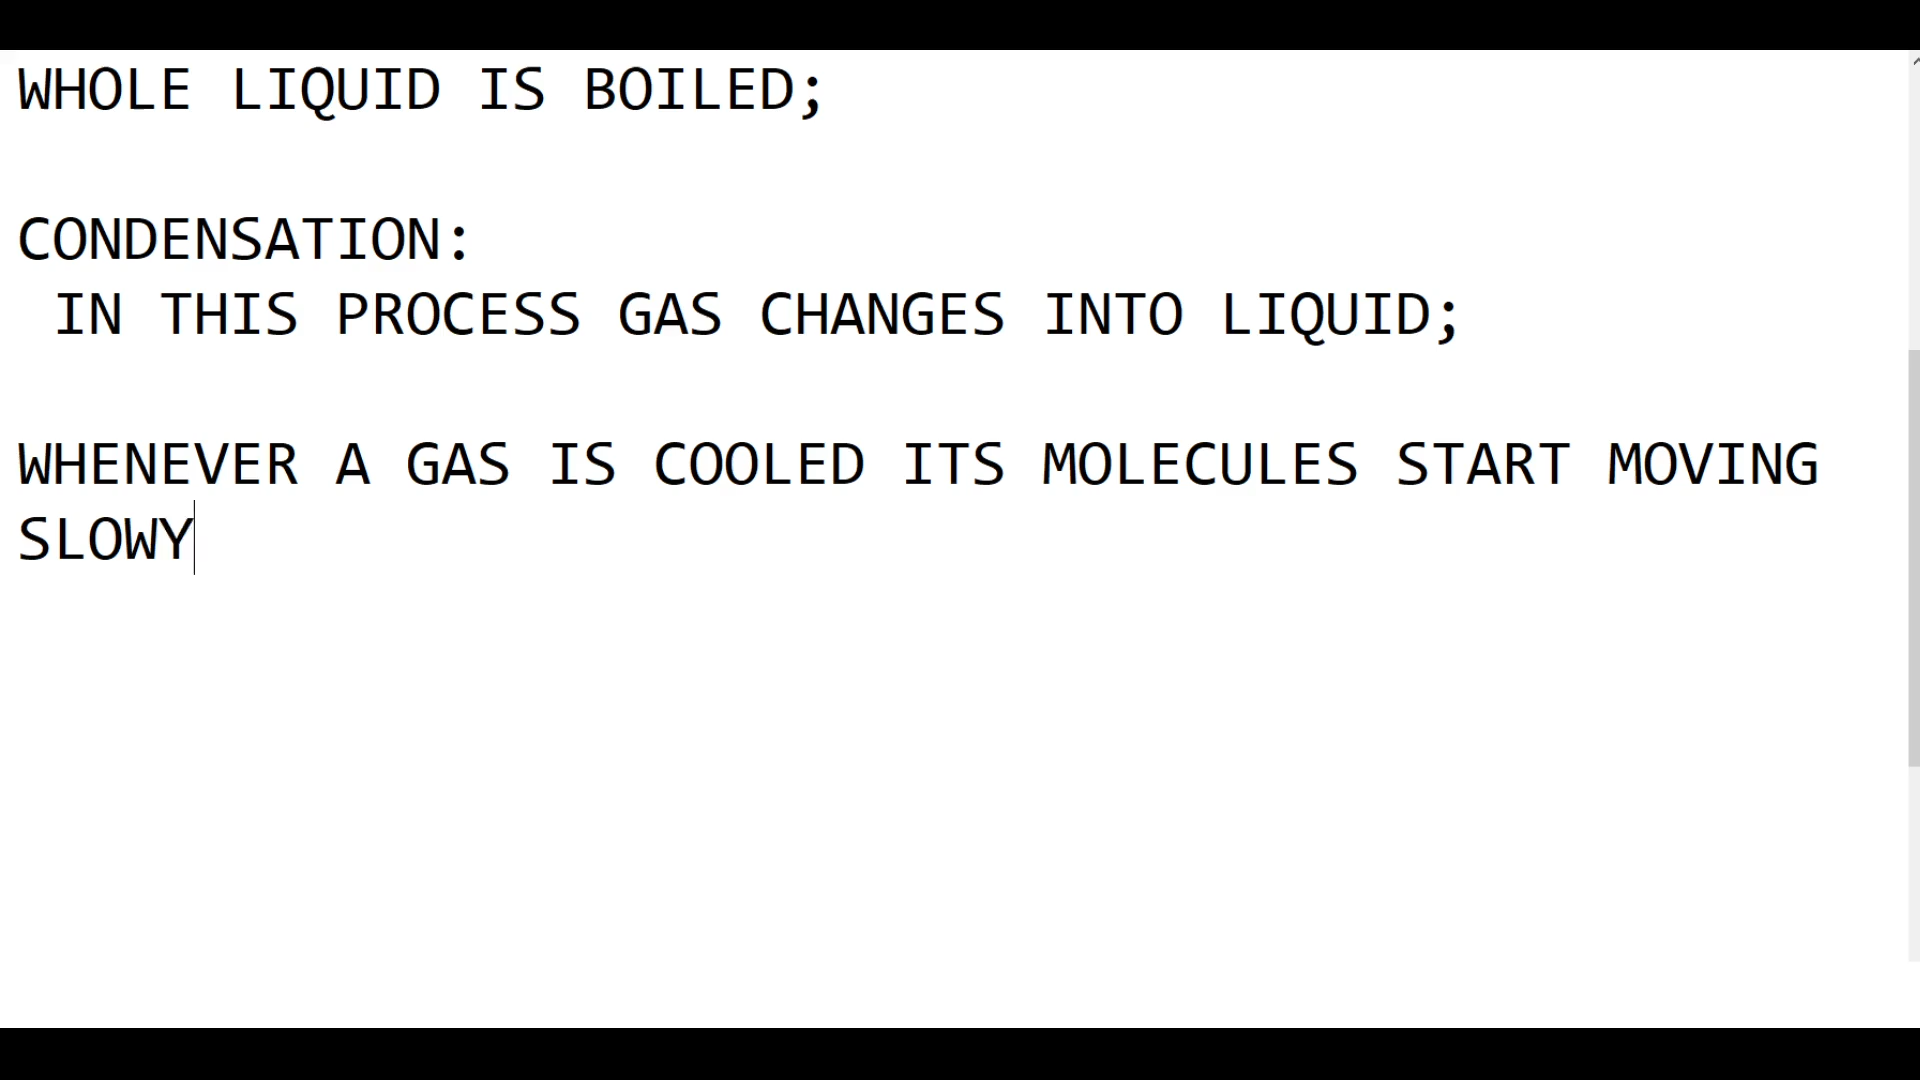 WHOLE LIQUID IS BOILED;
CONDENSATION:
IN THIS PROCESS GAS CHANGES INTO LIQUID;
WHENEVER A GAS IS COOLED ITS MOLECULES START MOVING
SLOWY